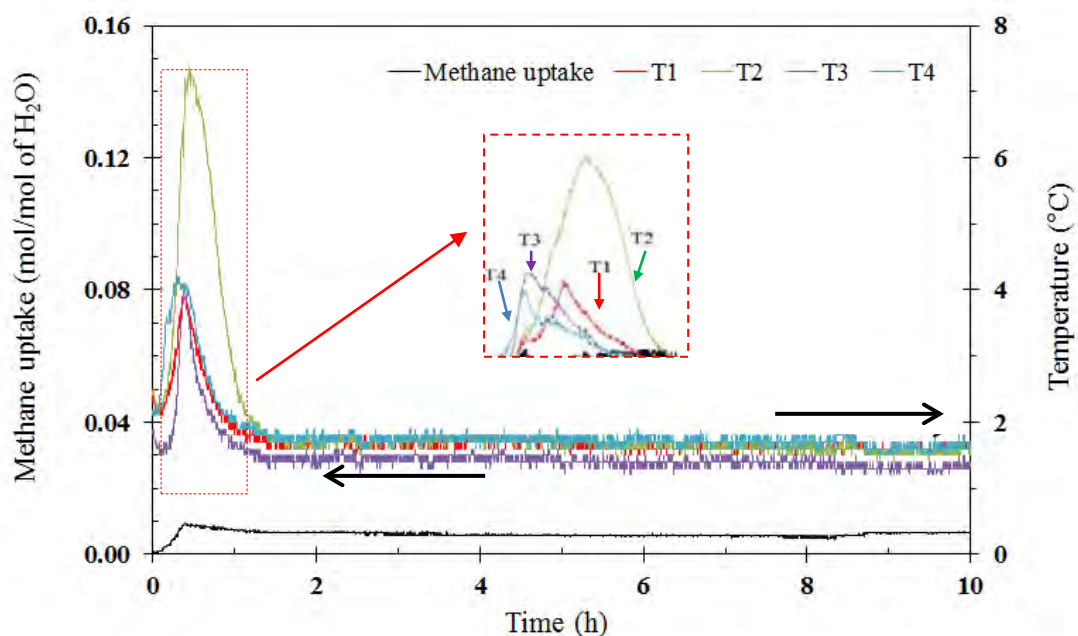 0.16
0.12
0.08
0.04
0.00
Methane uptake (mol/mol of H₂O)
Methane uptake T1 T2 T3 T4
T3
T2
T4
T1
8
6
4
2
0
Temperature (°C)
0 2 4 6 8 10
Time (h)